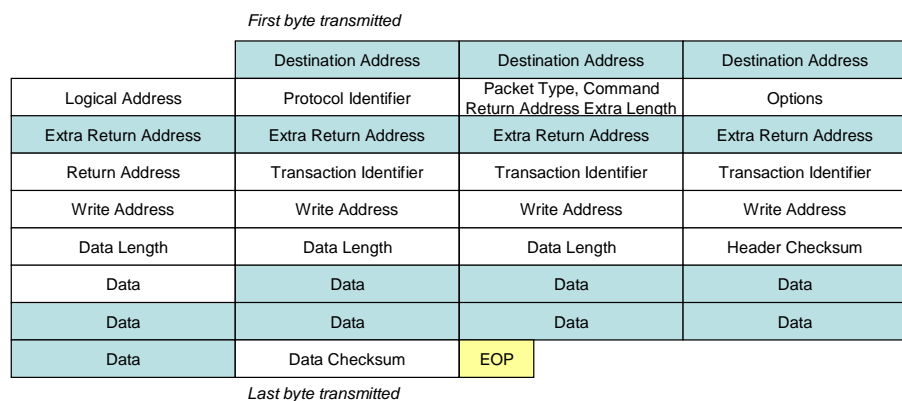 First byte transmitted
Destination Address Destination Address Destination Address
Logical Address Protocol Identifier Packet Type, Command Return Address Extra Length Options
Extra Return Address Extra Return Address Extra Return Address Extra Return Address
Return Address Transaction Identifier Transaction Identifier Transaction Identifier
Write Address Write Address Write Address Write Address
Data Length Data Length Data Length Header Checksum
Data Data Data Data
Data Data Data Data
Data Data Checksum EOP
Last byte transmitted